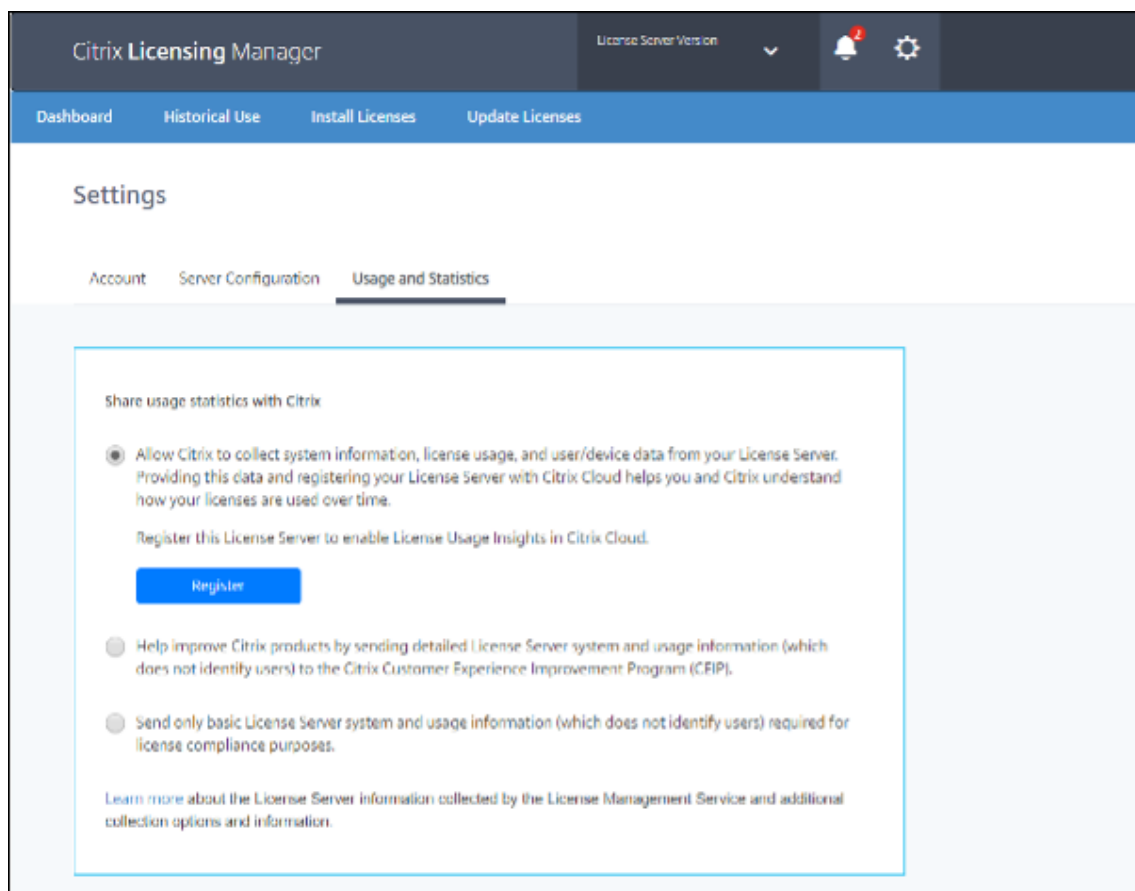 Citrix Licensing Manager
License Server Version
2
Dashboard Historical Use Install Licenses Update Licenses
Settings
Account Server Configuration Usage and Statistics
Share usage statistics with Citrix
Allow Citrix to collect system information, license usage, and user/device data from your License Server.
Providing this data and registering your License Server with Citrix Cloud helps you and Citrix understand
how your licenses are used over time.
Register this License Server to enable License Usage Insights in Citrix Cloud.
Register
Help improve Citrix products by sending detailed License Server system and usage information (which
does not identify users) to the Citrix Customer Experience Improvement Program (CEIP).
Send only basic License Server system and usage information (which does not identify users) required for
license compliance purposes.
Learn more about the License Server information collected by the License Management Service and additional
collection options and information.